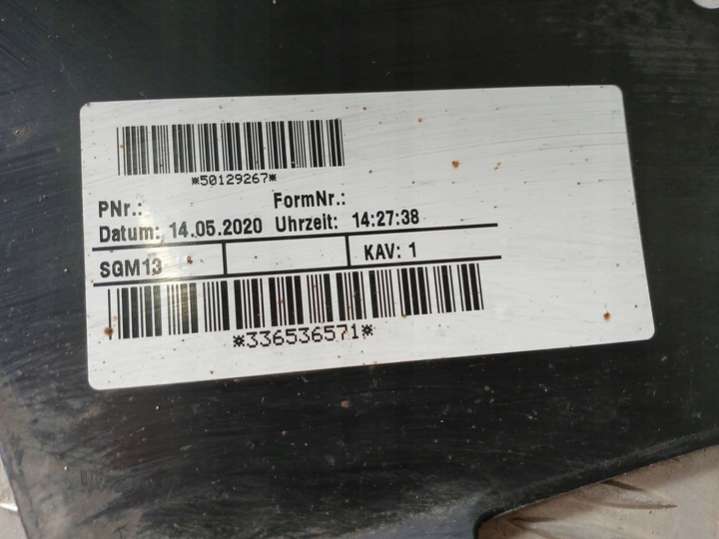 *50129267*
PNr.: FormNr.:
Datum: 14.05.2020 Uhrzeit: 14:27:38
SGM13 KAV: 1
*336536571*